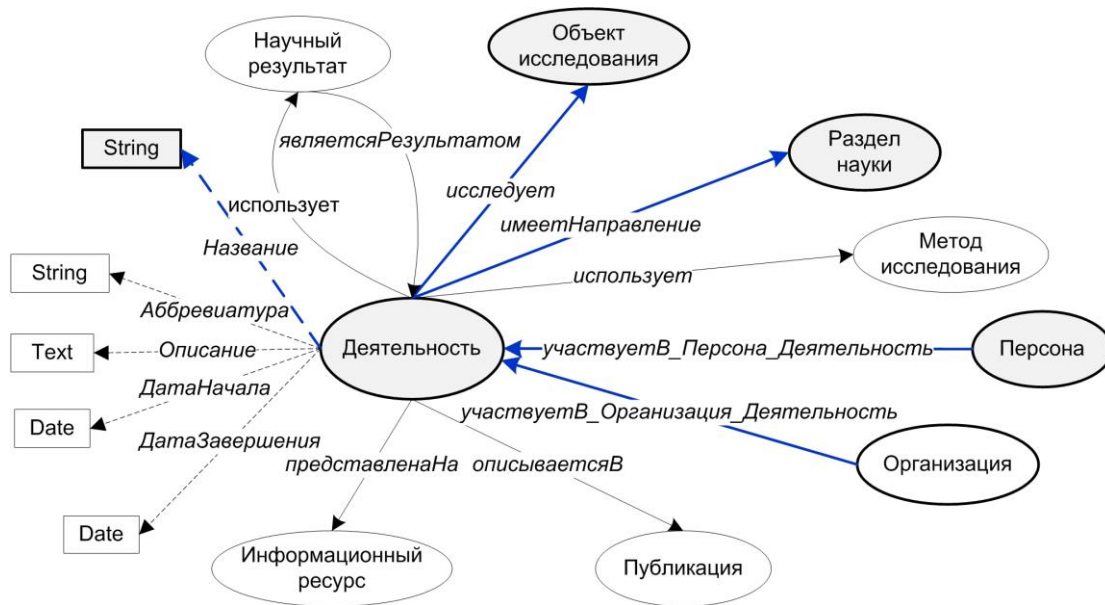 Научный
результат
Объект
исследования
String
являетсяРезультатом
Раздел
науки
исследует
использует
имеетНаправление
Название
Метод
исследования
String
использует
Аббревиатура
Text
Описание
Деятельность
участвуетВ_Персона_Деятельность
Персона
ДатаНачала
Date
участвуетВ_Организация_Деятельность
ДатаЗавершения
представленаНа
описываетсяВ
Организация
Date
Информационный
ресурс
Публикация